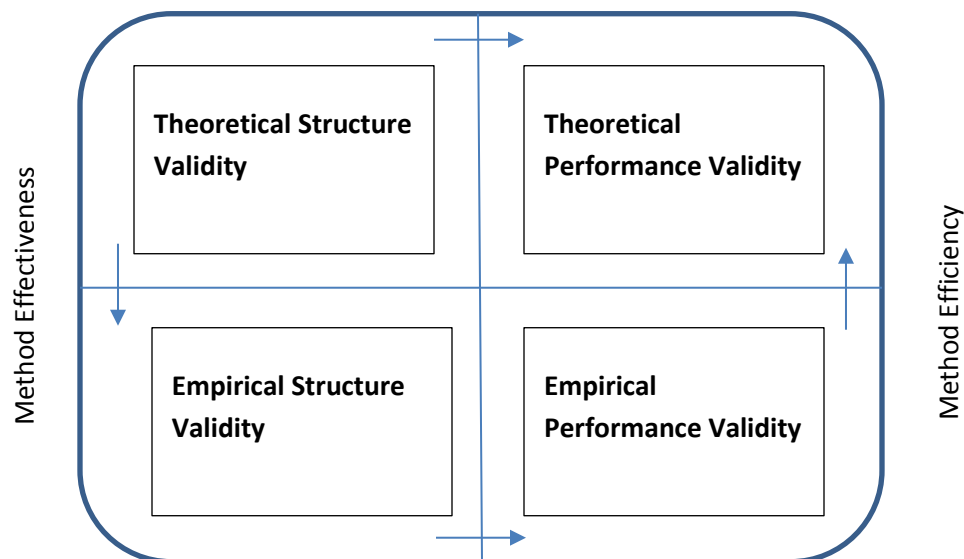 Method Effectiveness
Theoretical Structure
Validity
Theoretical
Performance Validity
Empirical Structure
Validity
Empirical
Performance Validity
Method Efficiency